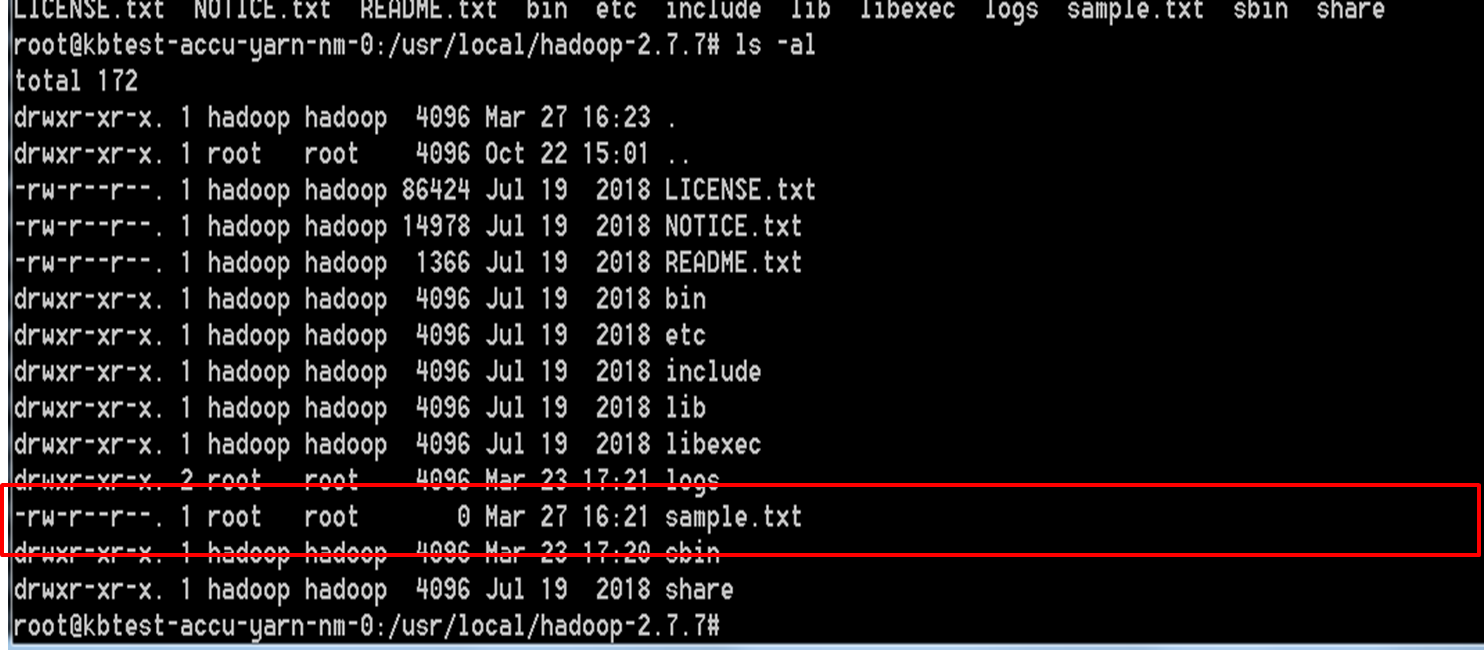 LICENSE.txt  NOTICE.txt  README.txt  bin  etc  include  lib  libexec  logs  sample.txt  sbin  share
root@kbtest-accu-yarn-nm-0:/usr/local/hadoop-2.7.7# ls -al
total 172
drwxr-xr-x. 1 hadoop hadoop  4096 Mar 27 16:23 .
drwxr-xr-x. 1 root   root    4096 Oct 22 15:01 ..
-rw-r--r--. 1 hadoop hadoop 86424 Jul 19  2018 LICENSE.txt
-rw-r--r--. 1 hadoop hadoop 14978 Jul 19  2018 NOTICE.txt
-rw-r--r--. 1 hadoop hadoop  1366 Jul 19  2018 README.txt
drwxr-xr-x. 1 hadoop hadoop  4096 Jul 19  2018 bin
drwxr-xr-x. 1 hadoop hadoop  4096 Jul 19  2018 etc
drwxr-xr-x. 1 hadoop hadoop  4096 Jul 19  2018 include
drwxr-xr-x. 1 hadoop hadoop  4096 Jul 19  2018 lib
drwxr-xr-x. 1 hadoop hadoop  4096 Jul 19  2018 libexec
drwxr-xr-x. 2 root   root    4096 Mar 23 17:21 logs
-rw-r--r--. 1 root   root       0 Mar 27 16:21 sample.txt
drwxr-xr-x. 1 hadoop hadoop  4096 Mar 23 17:20 sbin
drwxr-xr-x. 1 hadoop hadoop  4096 Jul 19  2018 share
root@kbtest-accu-yarn-nm-0:/usr/local/hadoop-2.7.7#